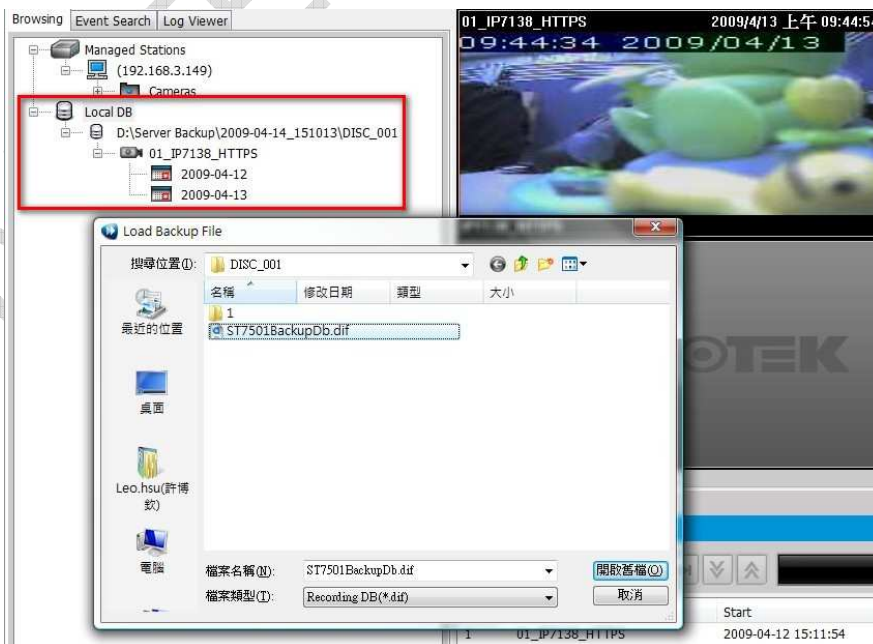 Browsing Event Search Log Viewer
Managed Stations
(192.168.3.149)
Cameras
Local DB
D:\Server Backup\2009-04-14_151013\DISC_001
01_IP7138_HTTPS
2009-04-12
2009-04-13
01_IP7138_HTTPS 2009/4/13 上午 09:44:54
09:44:34 2009/04/13
Load Backup File
搜尋位置(I): DISC_001
名稱 修改日期 類型 大小
1
ST7501BackupDb.dif
最近的位置
桌面
Leo.hsu(許博
欽)
電腦
檔案名稱(N): ST7501BackupDb.dif 開啟舊檔(O)
檔案類型(T): Recording DB(*.dif) 取消
OTEK
Start
1 01_IP7138_HTTPS 2009-04-12 15:11:54